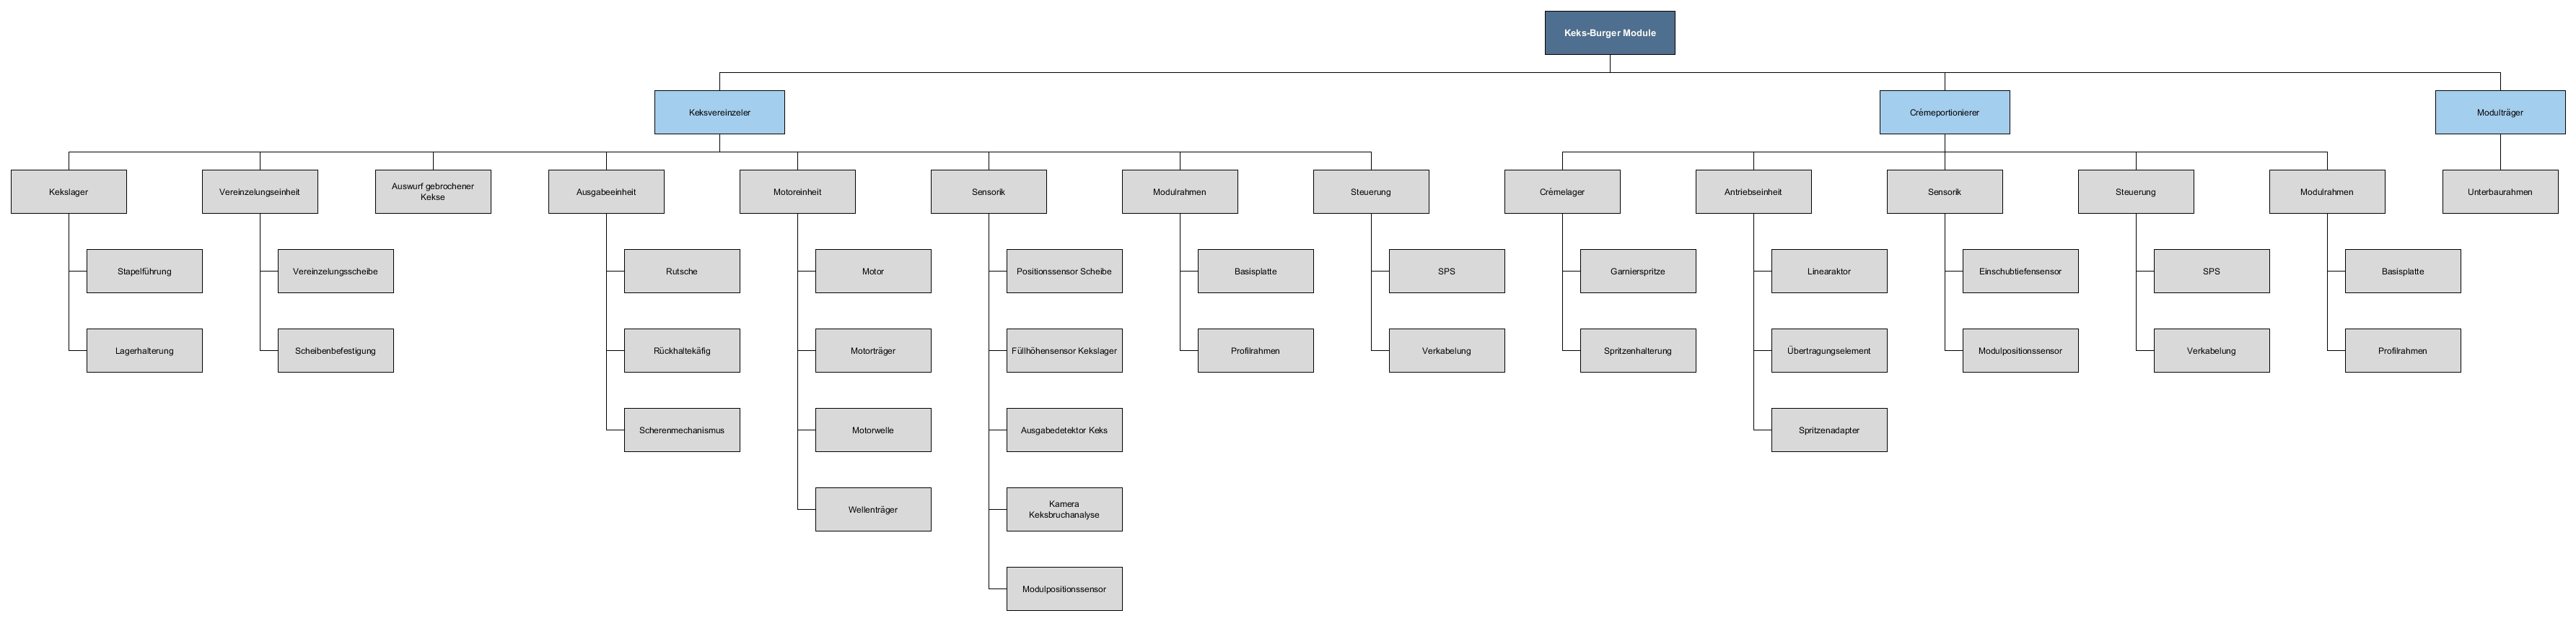 Keks-Burger Module
Keksvereinzeler
Crèmeportionierer
Modulträger
Kekslager
Vereinzelungseinheit
Auswurf gebrochener
Kekse
Ausgabeeinheit
Motoreinheit
Sensorik
Modulrahmen
Steuerung
Crèmelager
Antriebseinheit
Sensorik
Steuerung
Modulrahmen
Unterbaurahmen
Stapelführung
Vereinzelungsscheibe
Rutsche
Motor
Positionssensor Scheibe
Basisplatte
SPS
Garnierspritze
Linearaktor
Einschubtiefensensor
SPS
Basisplatte
Lagerhalterung
Scheibenbefestigung
Rückhaltekäfig
Motorträger
Füllhöhensensor Kekslager
Profilrahmen
Verkabelung
Spritzenhalterung
Übertragungselement
Modulpositionssensor
Verkabelung
Profilrahmen
Scherenmechanismus
Motorwelle
Ausgabedetektor Keks
Spritzenadapter
Wellenträger
Kamera
Keksbruchanalyse
Modulpositionssensor